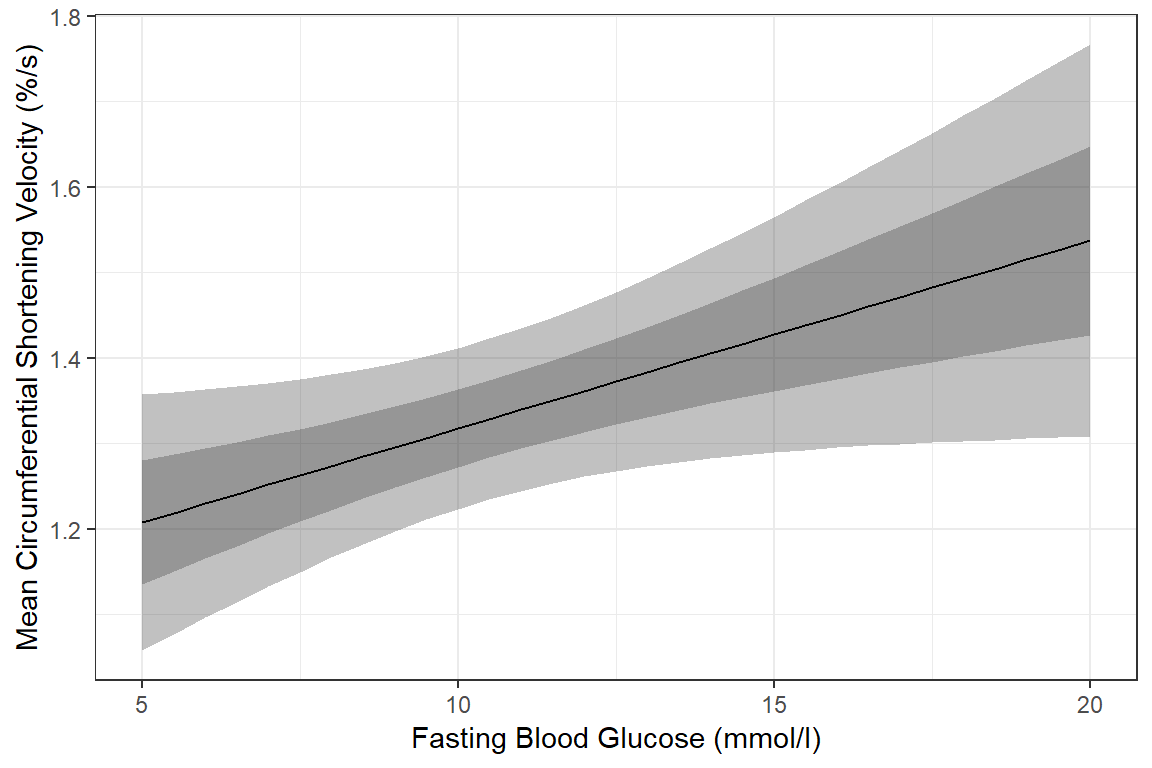 Mean Circumferential Shortening Velocity (%/s)
1.8
1.6
1.4
1.2
5 10 15 20
Fasting Blood Glucose (mmol/l)